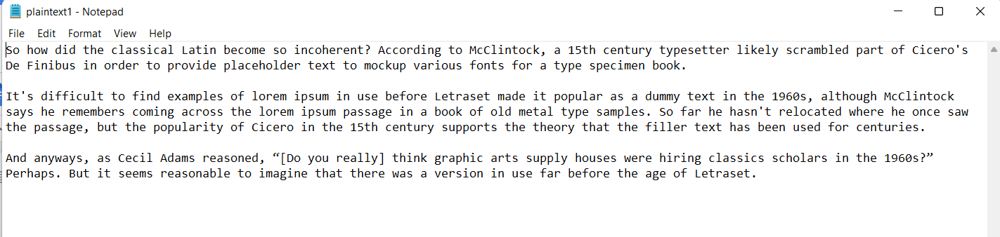 plaintext1 - Notepad
File Edit Format View Help
So how did the classical Latin become so incoherent? According to McClintock, a 15th century typesetter likely scrambled part of Cicero's
De Finibus in order to provide placeholder text to mockup various fonts for a type specimen book.

It's difficult to find examples of lorem ipsum in use before Letraset made it popular as a dummy text in the 1960s, although McClintock
says he remembers coming across the lorem ipsum passage in a book of old metal type samples. So far he hasn't relocated where he once saw
the passage, but the popularity of Cicero in the 15th century supports the theory that the filler text has been used for centuries.

And anyways, as Cecil Adams reasoned, “[Do you really] think graphic arts supply houses were hiring classics scholars in the 1960s?”
Perhaps. But it seems reasonable to imagine that there was a version in use far before the age of Letraset.